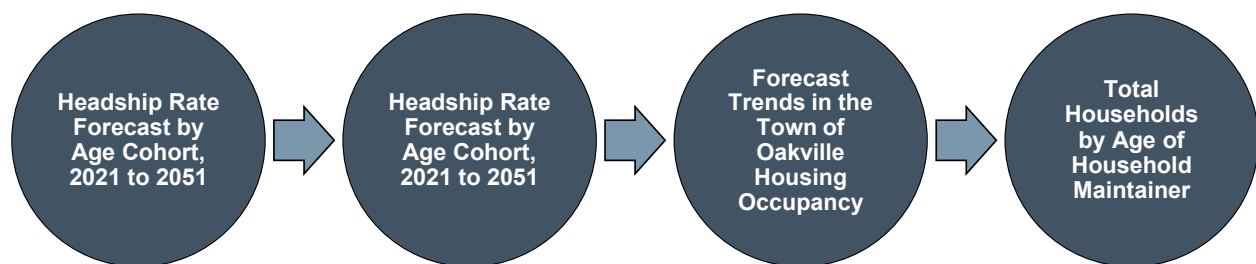 Headship Rate
Forecast by
Age Cohort,
2021 to 2051
Headship Rate
Forecast by
Age Cohort,
2021 to 2051
Forecast
Trends in the
Town of
Oakville
Housing
Occupancy
Total
Households
by Age of
Household
Maintainer